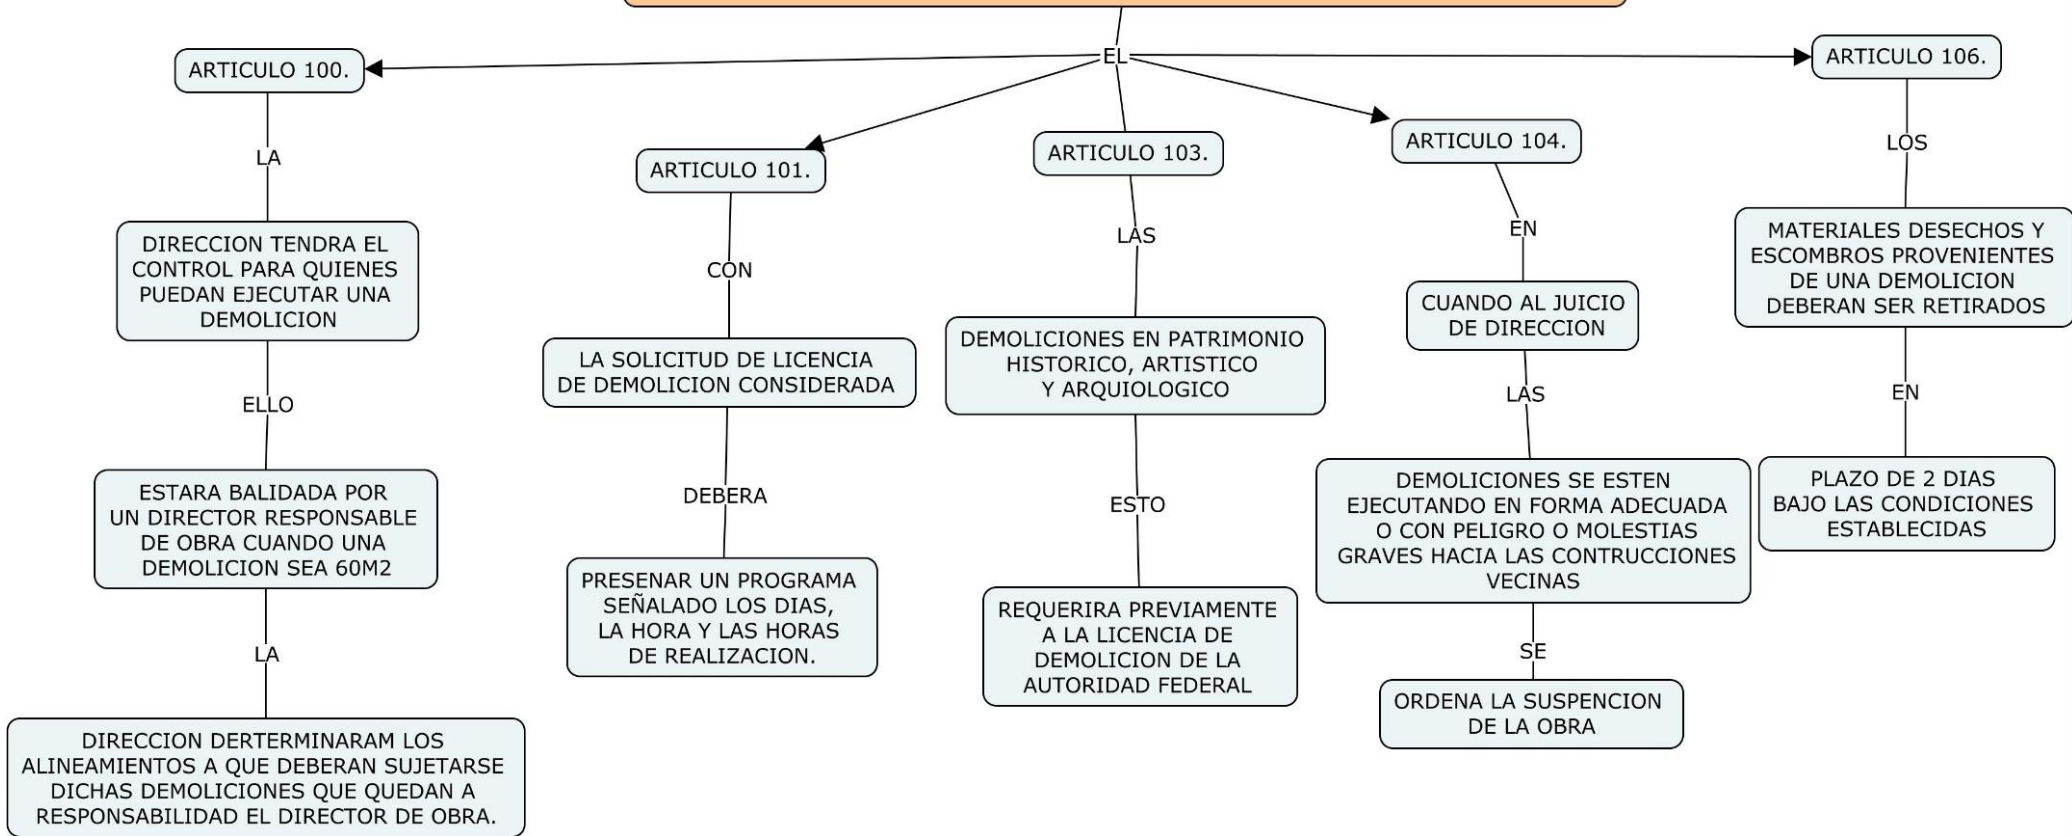 EL
ARTICULO 100.
LA
DIRECCION TENDRA EL
CONTROL PARA QUIENES
PUEDAN EJECUTAR UNA
DEMOLICION
ELLO
ESTARA BALIDADA POR
UN DIRECTOR RESPONSABLE
DE OBRA CUANDO UNA
DEMOLICION SEA 60M2
LA
DIRECCION DERTERMINARAM LOS
ALINEAMIENTOS A QUE DEBERAN SUJETARSE
DICHAS DEMOLICIONES QUE QUEDAN A
RESPONSABILIDAD EL DIRECTOR DE OBRA.
ARTICULO 101.
CON
LA SOLICITUD DE LICENCIA
DE DEMOLICION CONSIDERADA
DEBERA
PRESENAR UN PROGRAMA
SEÑALADO LOS DIAS,
LA HORA Y LAS HORAS
DE REALIZACION.
ARTICULO 103.
LAS
DEMOLICIONES EN PATRIMONIO
HISTORICO, ARTISTICO
Y ARQUIOLOGICO
ESTO
REQUERIRA PREVIAMENTE
A LA LICENCIA DE
DEMOLICION DE LA
AUTORIDAD FEDERAL
ARTICULO 104.
EN
CUANDO AL JUICIO
DE DIRECCION
LAS
DEMOLICIONES SE ESTEN
EJECUTANDO EN FORMA ADECUADA
O CON PELIGRO O MOLESTIAS
GRAVES HACIA LAS CONTRUCCIONES
VECINAS
SE
ORDENA LA SUSPENCION
DE LA OBRA
ARTICULO 106.
LOS
MATERIALES DESECHOS Y
ESCOMBROS PROVENIENTES
DE UNA DEMOLICION
DEBERAN SER RETIRADOS
EN
PLAZO DE 2 DIAS
BAJO LAS CONDICIONES
ESTABLECIDAS